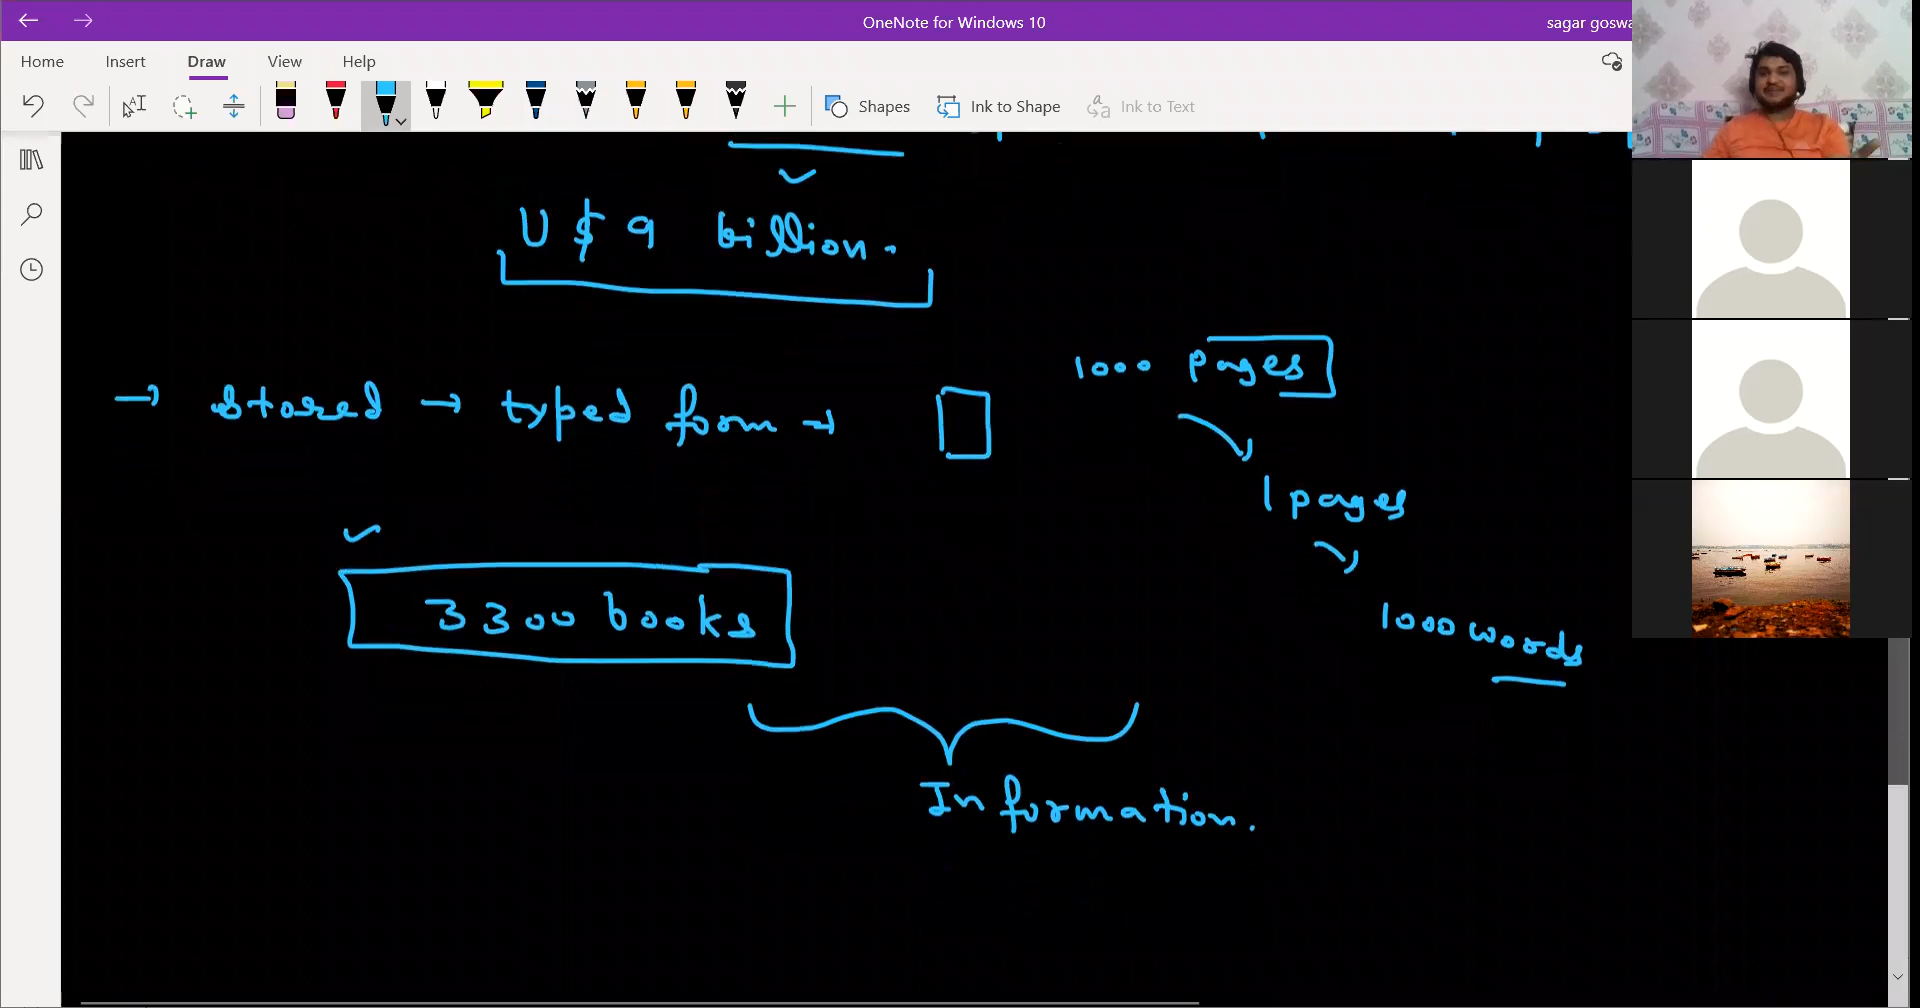 OneNote for Windows 10
sagar goswa
Home Insert Draw View Help
Shapes Ink to Shape Ink to Text
U $ 9 billion.
1000 pages
→ stored → typed form →
1 pages
3300 books
1000 words
Information.